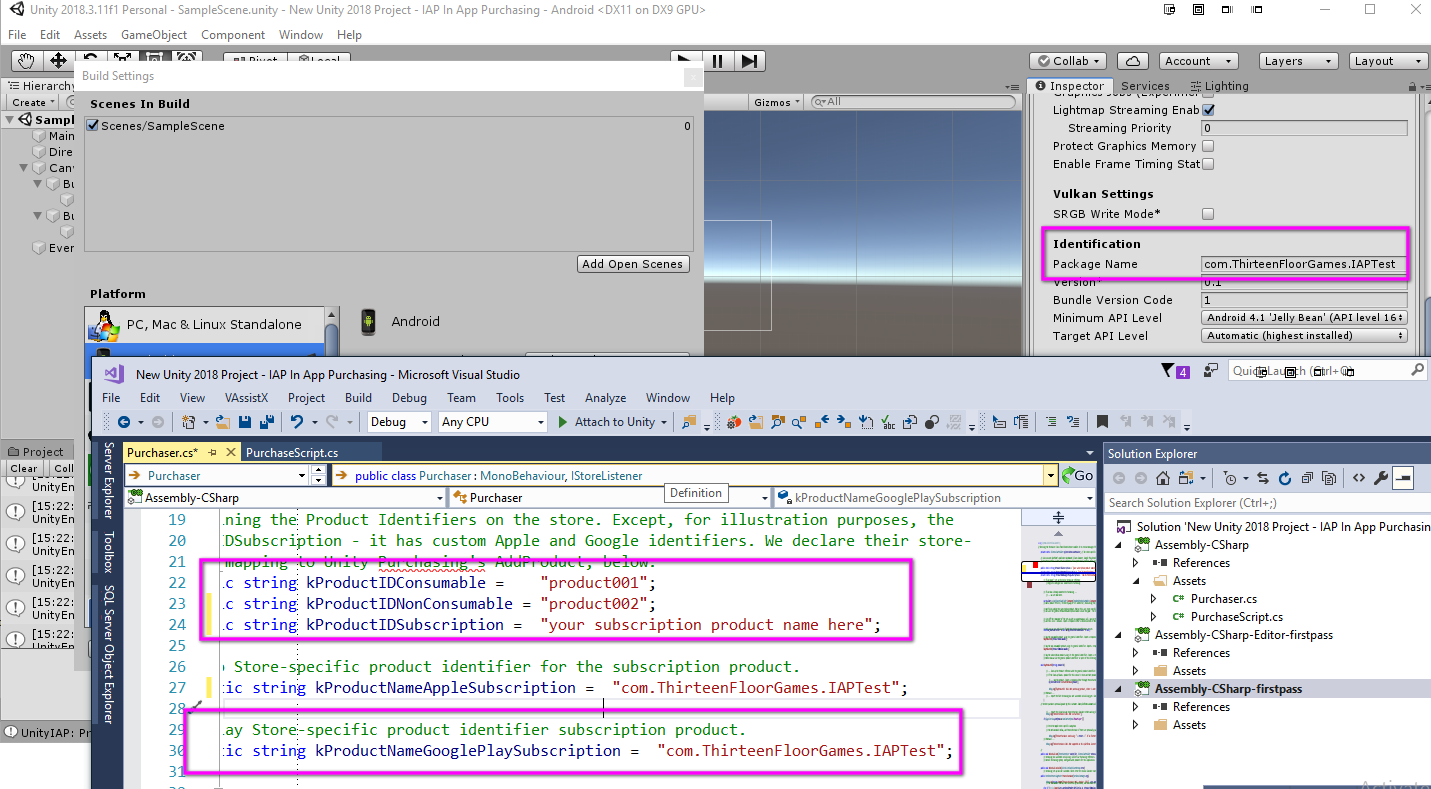 Unity 2018.3.11f1 Personal - SampleScene.unity - New Unity 2018 Project - IAP In App Purchasing - Android <DX11 on DX9 GPU>
File Edit Assets GameObject Component Window Help
Collab Account Layers Layout
Build Settings
Hierarchy
Create
Gizmos All
Inspector Services Lighting
Scenes In Build
Scenes/SampleScene 0
Sampl
Main
Dire
Can
Bu
Bu
Ever
Add Open Scenes
Platform
PC, Mac & Linux Standalone
Android
Lightmap Streaming Enab
Streaming Priority 0
Protect Graphics Memory
Enable Frame Timing Stat
Vulkan Settings
SRGB Write Mode*
Identification
Package Name com.ThirteenFloorGames.IAPTest
Version* 0.1
Bundle Version Code 1
Minimum API Level Android 4.1 'Jelly Bean' (API level 16
Target API Level Automatic (highest installed)
Project
Clear Coll
[15:22:
UnityEn
[15:22:
UnityEn
[15:22:
UnityEn
[15:22:
UnityEn
[15:22:
UnityIAP: Pr
New Unity 2018 Project - IAP In App Purchasing - Microsoft Visual Studio
4
File Edit View VAssistX Project Build Debug Team Tools Test Analyze Window Help
Debug Any CPU Attach to Unity
Server Explorer
Toolbox
SQL Server Object Explorer
Purchaser.cs* PurchaseScript.cs
Purchaser public class Purchaser : MonoBehaviour, IStoreListener Go
Definition
Assembly-CSharp Purchaser kProductNameGooglePlaySubscription
19 ning the Product Identifiers on the store. Except, for illustration purposes, the
20 DSubscription - it has custom Apple and Google identifiers. We declare their store-
21 mapping to Unity Purchasing's AddProduct, below.
22 ic string kProductIDConsumable = "product001";
23 ic string kProductIDNonConsumable = "product002";
24 ic string kProductIDSubscription = "your subscription product name here";
25
26 Store-specific product identifier for the subscription product.
27 tic string kProductNameAppleSubscription = "com.ThirteenFloorGames.IAPTest";
28
29 lay Store-specific product identifier subscription product.
30 tic string kProductNameGooglePlaySubscription = "com.ThirteenFloorGames.IAPTest";
31
Solution Explorer
Search Solution Explorer (Ctrl+;)
Solution 'New Unity 2018 Project - IAP In App Purchasin
Assembly-CSharp
References
Assets
Purchaser.cs
PurchaseScript.cs
Assembly-CSharp-Editor-firstpass
References
Assets
Assembly-CSharp-firstpass
References
Assets